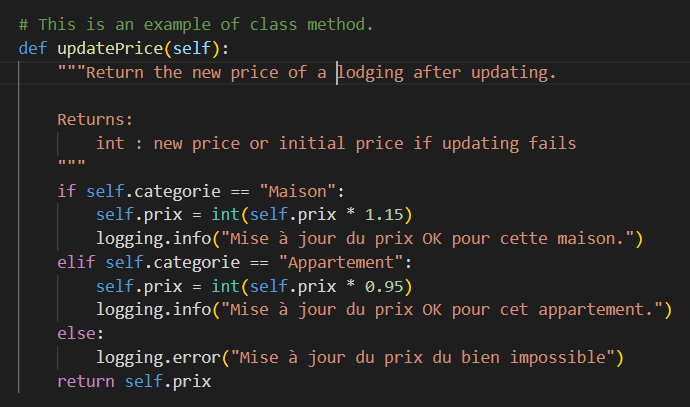 # This is an example of class method.
def updatePrice(self):
    """Return the new price of a lodging after updating.

    Returns:
        int : new price or initial price if updating fails
    """
    if self.categorie == "Maison":
        self.prix = int(self.prix * 1.15)
        logging.info("Mise à jour du prix OK pour cette maison.")
    elif self.categorie == "Appartement":
        self.prix = int(self.prix * 0.95)
        logging.info("Mise à jour du prix OK pour cet appartement.")
    else:
        logging.error("Mise à jour du prix du bien impossible")
    return self.prix